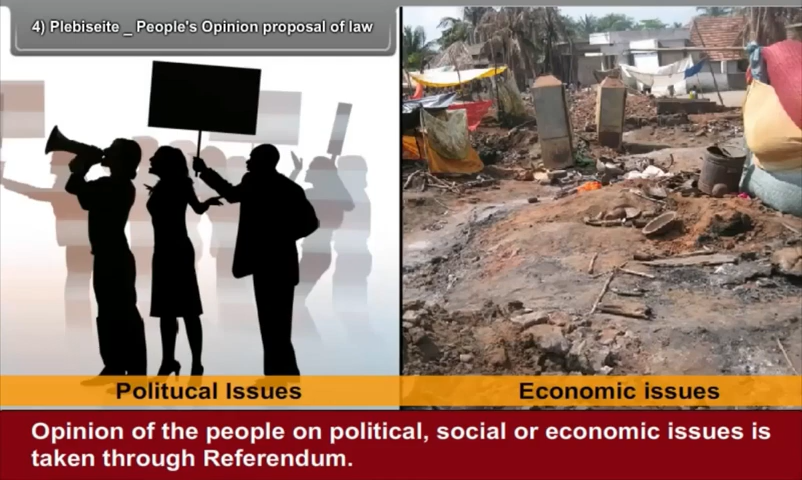 4) Plebiseite _ People's Opinion proposal of law
Politucal Issues
Economic issues
Opinion of the people on political, social or economic issues is
taken through Referendum.